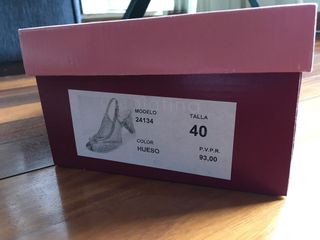 MODELO TALLA
24134 40
COLOR P.V.P.R.
HUESO 93,00